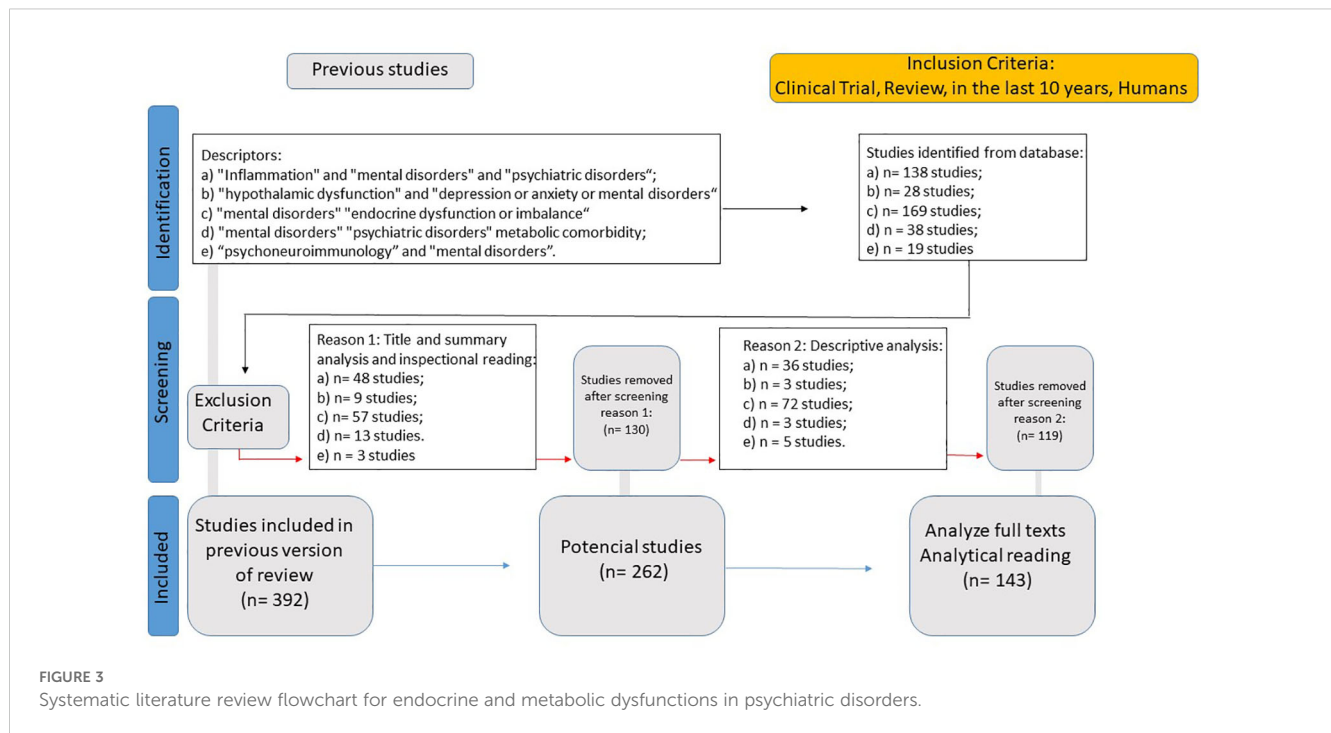 Previous studies
Inclusion Criteria:
Clinical Trial, Review, in the last 10 years, Humans
Identification
Descriptors:
a) "Inflammation" and "mental disorders" and "psychiatric disorders“;
b) "hypothalamic dysfunction" and "depression or anxiety or mental disorders“
c) "mental disorders" "endocrine dysfunction or imbalance“
d) "mental disorders" "psychiatric disorders" metabolic comorbidity;
e) “psychoneuroimmunology” and "mental disorders”.
Studies identified from database:
a) n= 138 studies;
b) n= 28 studies;
c) n= 169 studies;
d) n = 38 studies;
e) n = 19 studies
Screening
Exclusion
Criteria
Reason 1: Title and summary
analysis and inspectional reading:
a) n= 48 studies;
b) n= 9 studies;
c) n= 57 studies;
d) n= 13 studies.
e) n = 3 studies
Studies removed
after screening
reason 1:
(n= 130)
Reason 2: Descriptive analysis:
a) n = 36 studies;
b) n = 3 studies;
c) n = 72 studies;
d) n = 3 studies;
e) n = 5 studies.
Studies removed
after screening
reason 2:
(n= 119)
Included
Studies included in
previous version
of review
(n= 392)
Potencial studies
(n= 262)
Analyze full texts
Analytical reading
(n= 143)
FIGURE 3
Systematic literature review flowchart for endocrine and metabolic dysfunctions in psychiatric disorders.